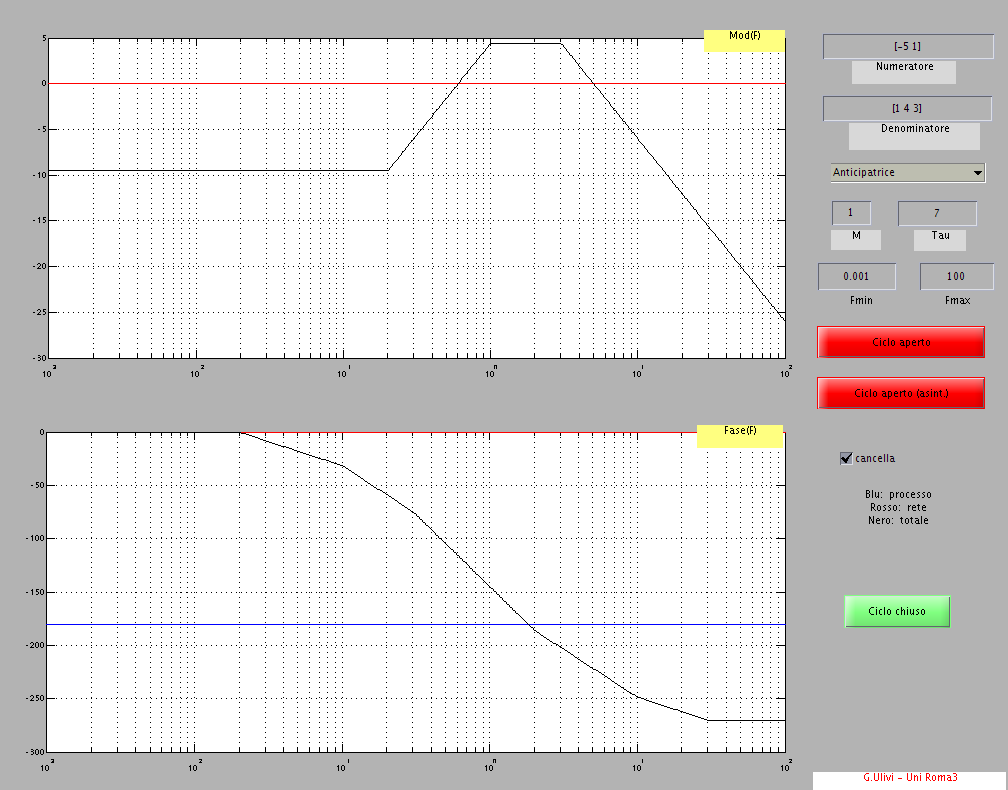 Mod(F)
5
0
-5
-10
-15
-20
-25
-30
10 3
10 2
10 1
10 0
10 1
10 2
Fase(F)
0
-50
-100
-150
-200
-250
-300
10 3
10 2
10 1
10 0
10 1
10 2
[-5 1]
Numeratore
[1 4 3]
Denominatore
Anticipatrice
1
7
M
Tau
0.001
100
Fmin
Fmax
Ciclo aperto
Ciclo aperto (asint.)
cancella
Blu: processo
Rosso: rete
Nero: totale
Ciclo chiuso
G.Ulivi - Uni Roma3